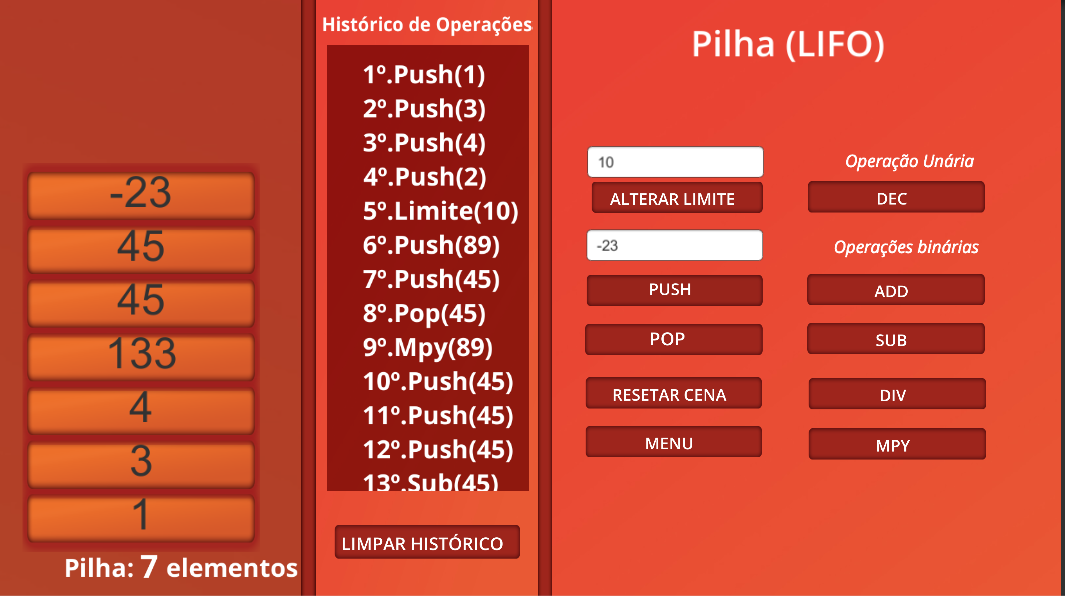 -23
45
45
133
4
3
1
Pilha: 7 elementos
Histórico de Operações
1º.Push(1)
2º.Push(3)
3º.Push(4)
4º.Push(2)
5º.Limite(10)
6º.Push(89)
7º.Push(45)
8º.Pop(45)
9º.Mpy(89)
10º.Push(45)
11º.Push(45)
12º.Push(45)
13º.Sub(45)
LIMPAR HISTÓRICO
Pilha (LIFO)
10
ALTERAR LIMITE
-23
PUSH
POP
RESETAR CENA
MENU
Operação Unária
DEC
Operações binárias
ADD
SUB
DIV
MPY